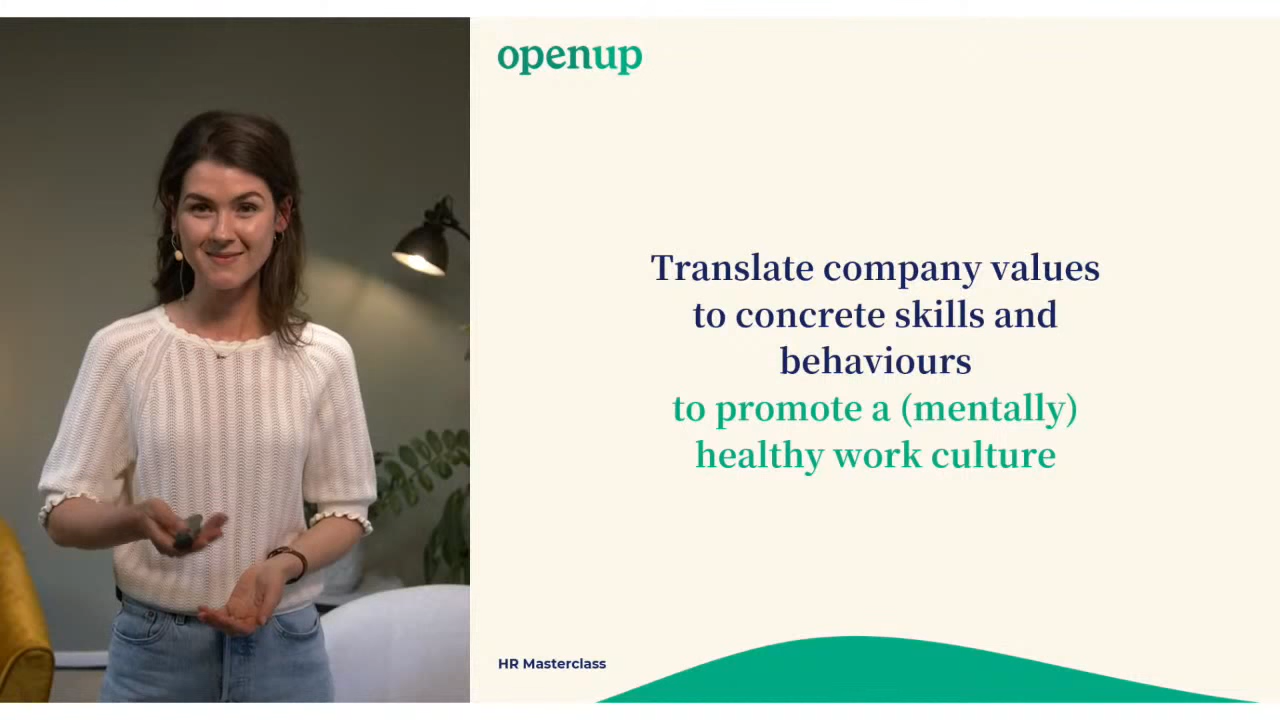 openup
Translate company values
to concrete skills and
behaviours
to promote a (mentally)
healthy work culture
HR Masterclass